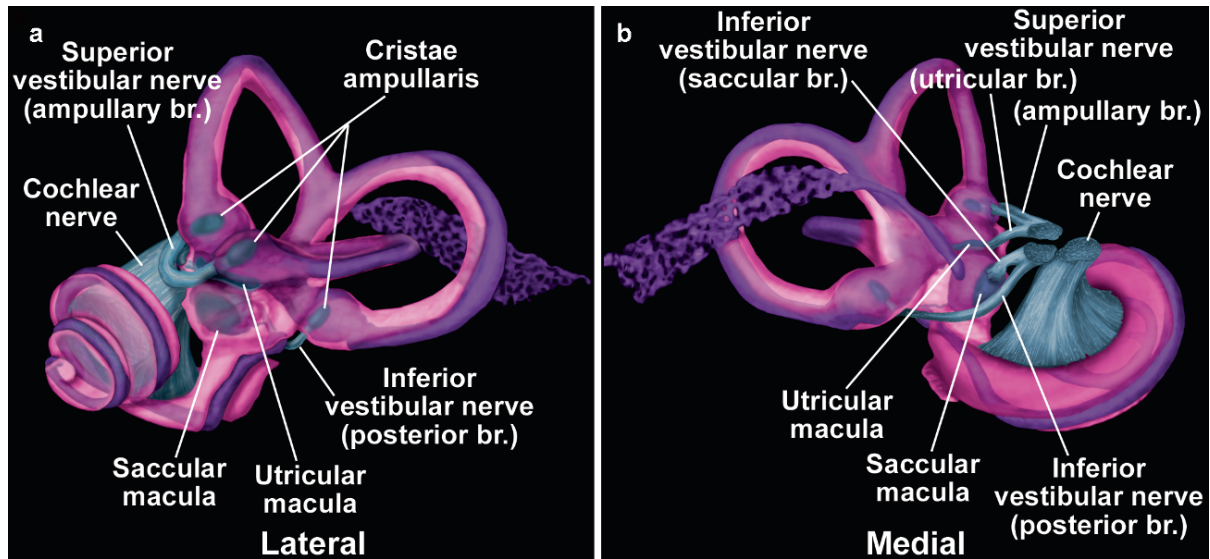 a
Superior
vestibular nerve
(ampullary br.)
Cristae
ampullaris
Cochlear
nerve
Inferior
vestibular nerve
(posterior br.)
Saccular
macula
Utricular
macula
Lateral
b
Inferior
vestibular nerve
(saccular br.)
Superior
vestibular nerve
(utricular br.)
(ampullary br.)
Cochlear
nerve
Utricular
macula
Saccular
macula
Inferior
vestibular nerve
(posterior br.)
Medial